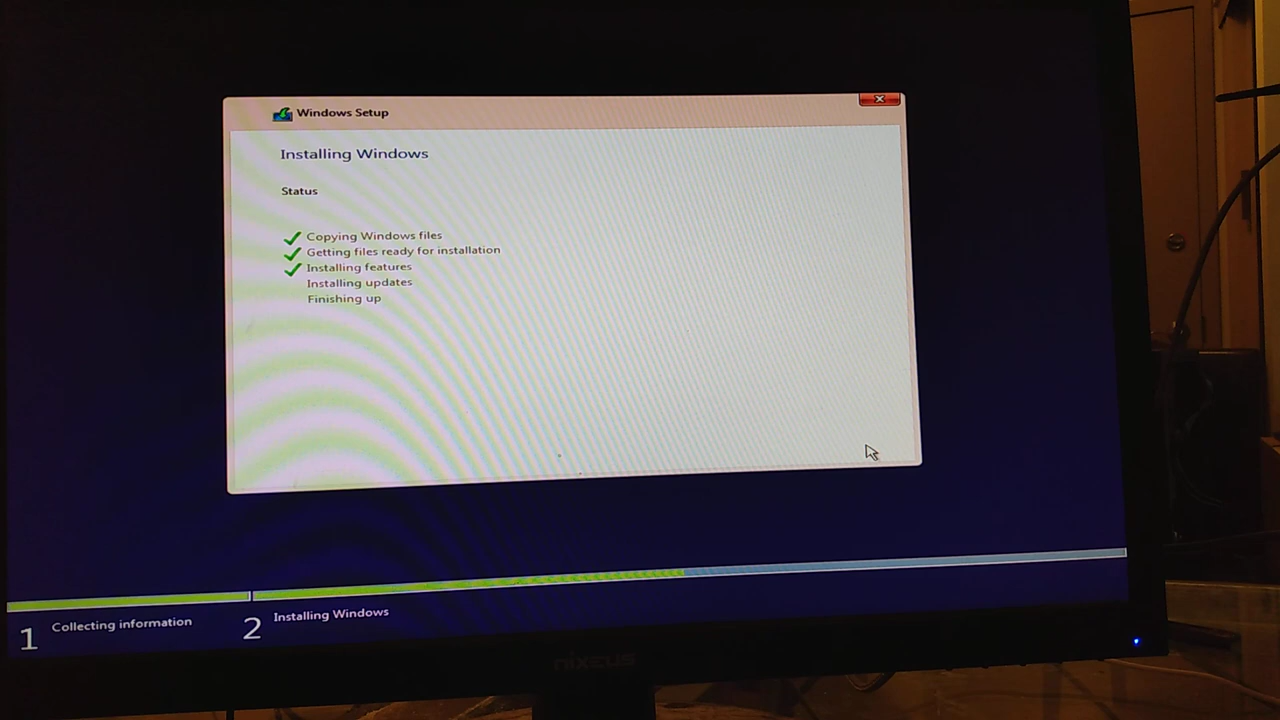 Windows Setup
Installing Windows
Status
Copying Windows files
Getting files ready for installation
Installing features
Installing updates
Finishing up
1 Collecting information
2 Installing Windows
nixeus